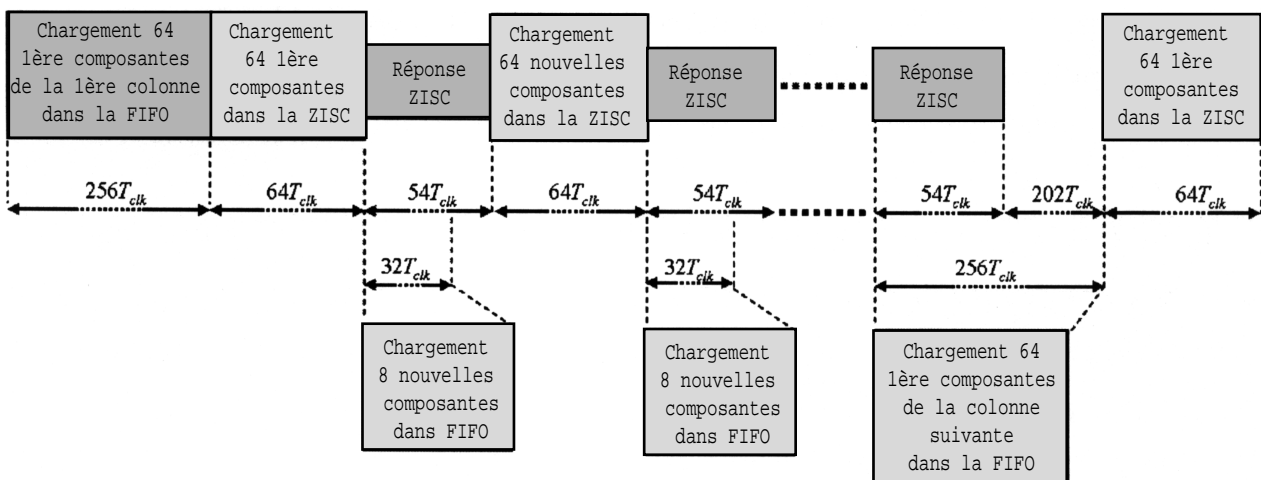 Chargement 64
1ère composantes
de la 1ère colonne
dans la FIFO
Chargement
64 1ère
composantes
dans la ZISC
Réponse
ZISC
Chargement
64 nouvelles
composantes
dans la ZISC
Réponse
ZISC
Réponse
ZISC
Chargement
64 1ère
composantes
dans la ZISC
256T_clk
64T_clk
54T_clk
64T_clk
54T_clk
54T_clk
202T_clk
64T_clk
32T_clk
32T_clk
256T_clk
Chargement
8 nouvelles
composantes
dans FIFO
Chargement
8 nouvelles
composantes
dans FIFO
Chargement 64
1ère composantes
de la colonne
suivante
dans la FIFO